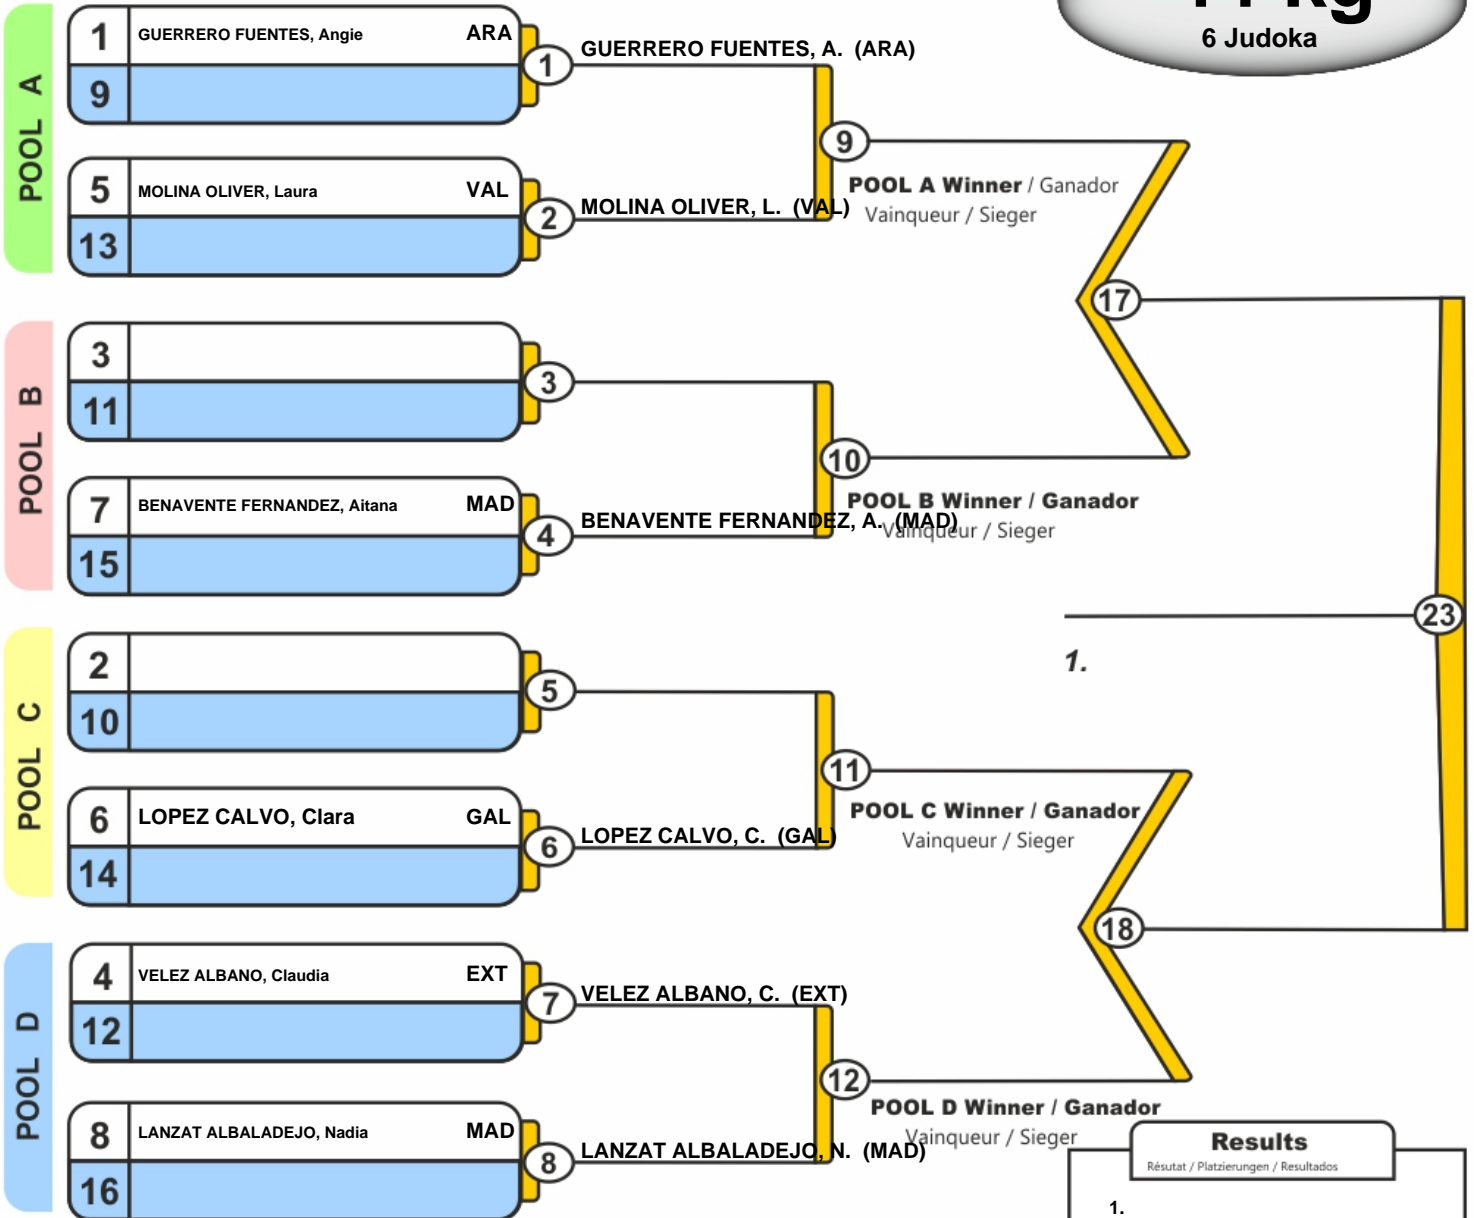 6 Judoka
POOL A
1 GUERRERO FUENTES, Angie ARA
9
1
GUERRERO FUENTES, A. (ARA)
5 MOLINA OLIVER, Laura VAL
13
2
MOLINA OLIVER, L. (VAL)
9
POOL A Winner / Ganador
Vainqueur / Sieger
17
POOL B
3
11
3
7 BENAVENTE FERNANDEZ, Aitana MAD
15
4
BENAVENTE FERNANDEZ, A. (MAD)
10
POOL B Winner / Ganador
Vainqueur / Sieger
23
1.
POOL C
2
10
5
6 LOPEZ CALVO, Clara GAL
14
6
LOPEZ CALVO, C. (GAL)
11
POOL C Winner / Ganador
Vainqueur / Sieger
18
POOL D
4 VELEZ ALBANO, Claudia EXT
12
7
VELEZ ALBANO, C. (EXT)
8 LANZAT ALBALADEJO, Nadia MAD
16
8
LANZAT ALBALADEJO, N. (MAD)
12
POOL D Winner / Ganador
Vainqueur / Sieger
Results
Résutat / Platzierungen / Resultados
1.